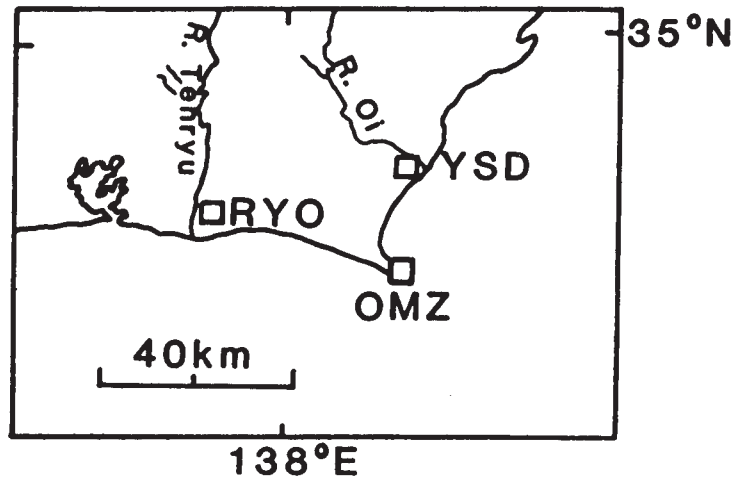 35°N
R. Tenryu
R. Oi
YSD
RYO
OMZ
40km
138°E